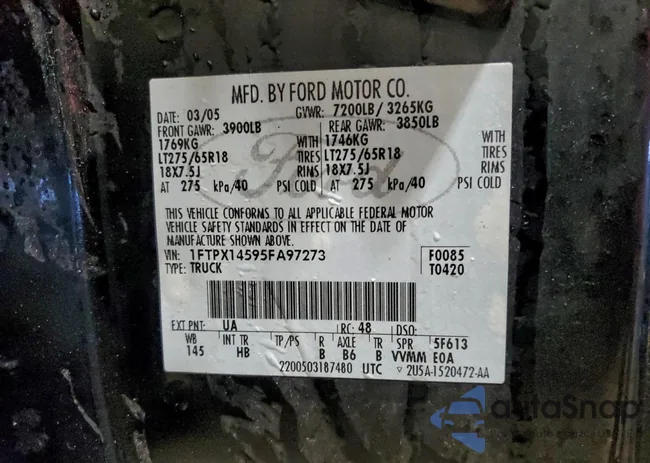 MFD. BY FORD MOTOR CO.
DATE: 03/05 GVWR: 7200LB/ 3265KG
FRONT GAWR: 3900LB REAR GAWR: 3850LB
1769KG WITH 1746KG WITH
LT275/65R18 TIRES LT275/65R18 TIRES
18X7.5J RIMS 18X7.5J RIMS
AT 275 kPa/40 PSI COLD AT 275 kPa/40 PSI COLD
Ford
THIS VEHICLE CONFORMS TO ALL APPLICABLE FEDERAL MOTOR
VEHICLE SAFETY STANDARDS IN EFFECT ON THE DATE OF
MANUFACTURE SHOWN ABOVE.
VIN: 1FTPX14595FA97273 F0085
TYPE: TRUCK T0420
EXT PNT: UA RC: 48 DSO:
WB INT TR TP/PS R AXLE TR SPR 5F613
145 HB B B6 B VVMM E0A
2200503187480 UTC ▽ 2U5A-1520472-AA
autoSnap